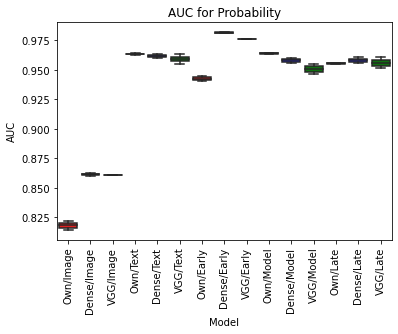 AUC for Probability
AUC
0.975
0.950
0.925
0.900
0.875
0.850
0.825
Own/Image
Dense/Image
VGG/Image
Own/Text
Dense/Text
VGG/Text
Own/Early
Dense/Early
VGG/Early
Own/Model
Dense/Model
VGG/Model
Own/Late
Dense/Late
VGG/Late
Model